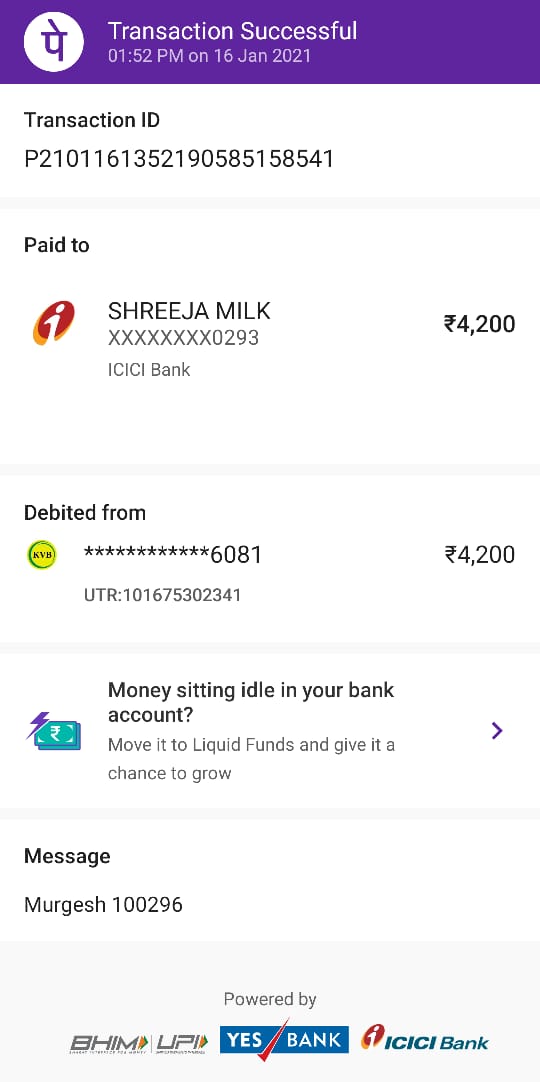 पे
Transaction Successful
01:52 PM on 16 Jan 2021
Transaction ID
P2101161352190585158541
Paid to
SHREEJA MILK
₹4,200
XXXXXXXX0293
ICICI Bank
Debited from
KVB
************6081
₹4,200
UTR:101675302341
Money sitting idle in your bank
account?
Move it to Liquid Funds and give it a
chance to grow
Message
Murgesh 100296
Powered by
BHIM UPI YES BANK ICICI Bank